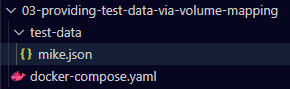 03-providing-test-data-via-volume-mapping
test-data
{} mike.json
docker-compose.yaml